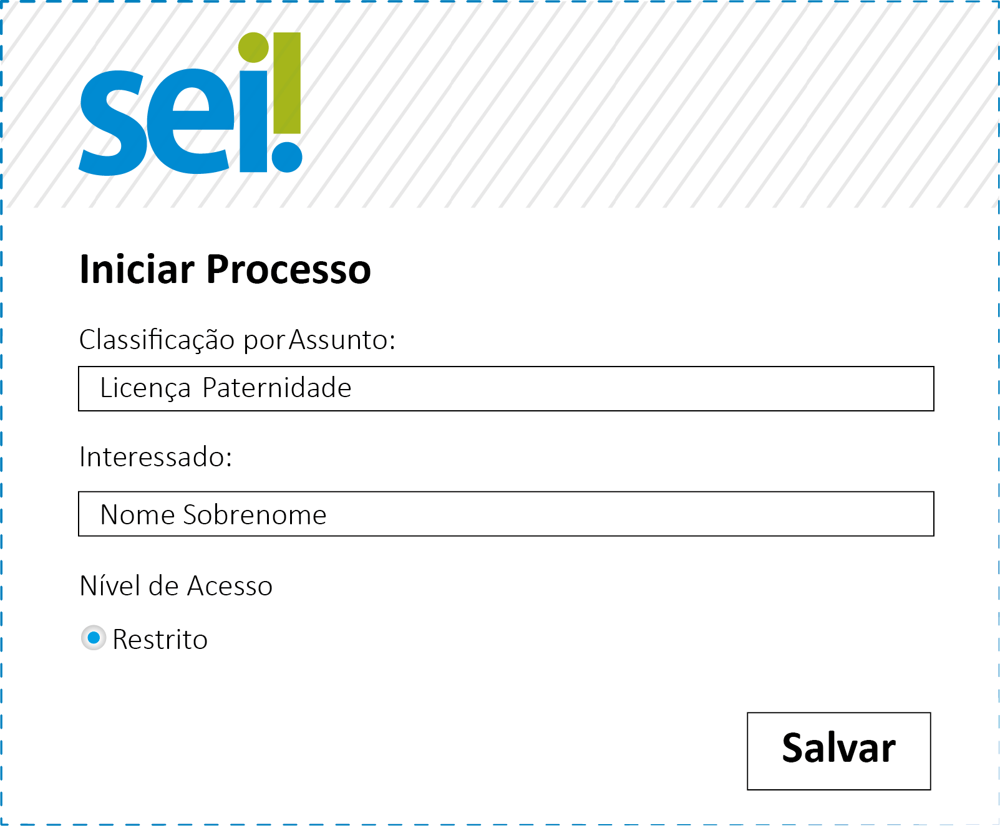 sei!
Iniciar Processo
Classificação por Assunto:
Licença Paternidade
Interessado:
Nome Sobrenome
Nível de Acesso
Restrito
Salvar